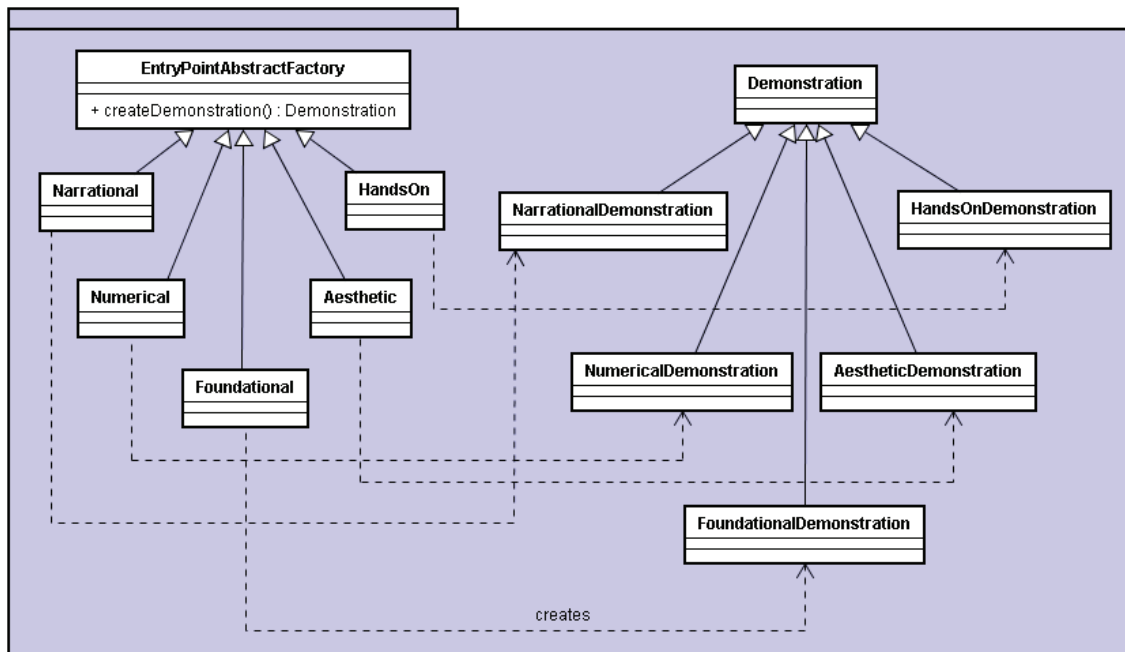 EntryPointAbstractFactory
+ createDemonstration() : Demonstration
Demonstration
Narrational
HandsOn
NarrationalDemonstration
HandsOnDemonstration
Numerical
Aesthetic
NumericalDemonstration
AestheticDemonstration
Foundational
FoundationalDemonstration
creates